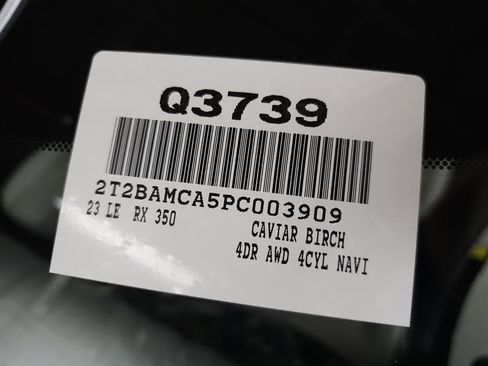 Q3739
2T2BAMCA5PC003909
23 LE RX 350 CAVIAR BIRCH
4DR AWD 4CYL NAVI